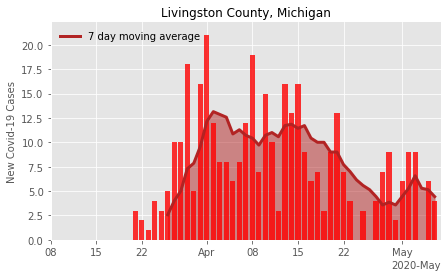 Livingston County, Michigan
7 day moving average
New Covid-19 Cases
20.0
17.5
15.0
12.5
10.0
7.5
5.0
2.5
0.0
08 15 22 Apr 08 15 22 May
2020-May